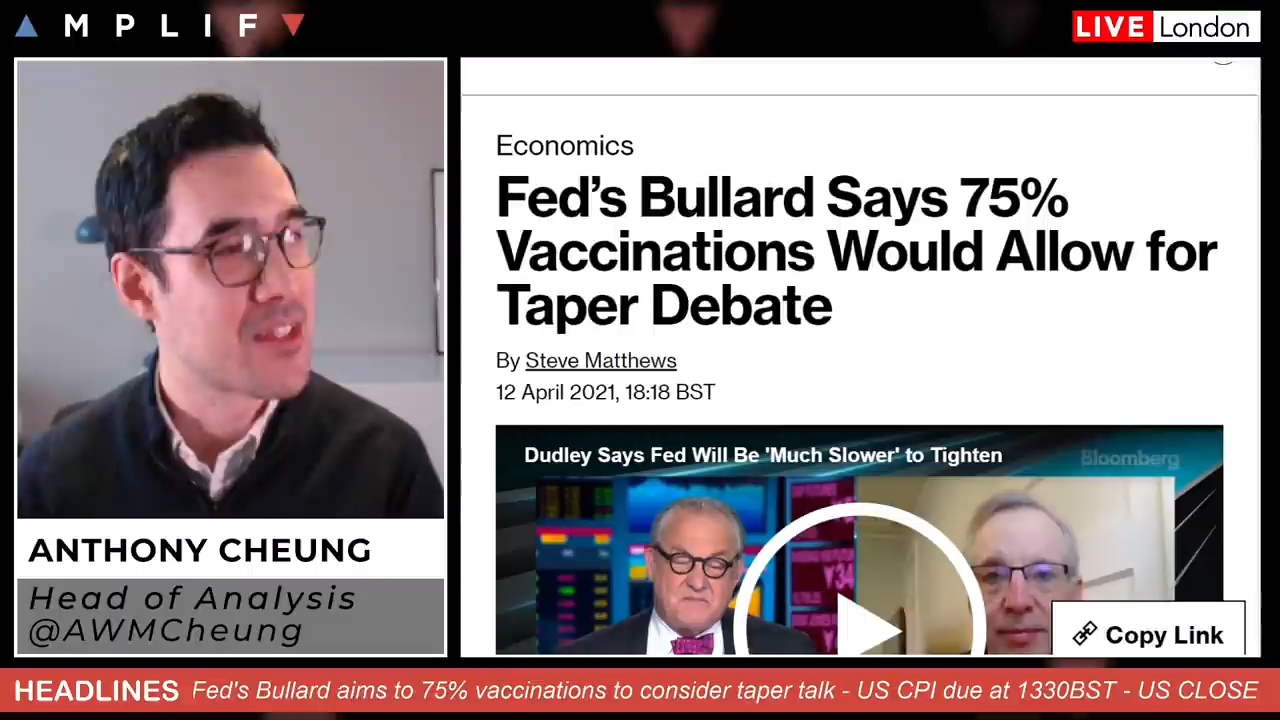 MPLIF
LIVE London
Economics
Fed's Bullard Says 75%
Vaccinations Would Allow for
Taper Debate
By Steve Matthews
12 April 2021, 18:18 BST
Dudley Says Fed Will Be 'Much Slower' to Tighten
Bloomberg
Copy Link
ANTHONY CHEUNG
Head of Analysis
@AWMCheung
HEADLINES Fed's Bullard aims to 75% vaccinations to consider taper talk - US CPI due at 1330BST - US CLOSE